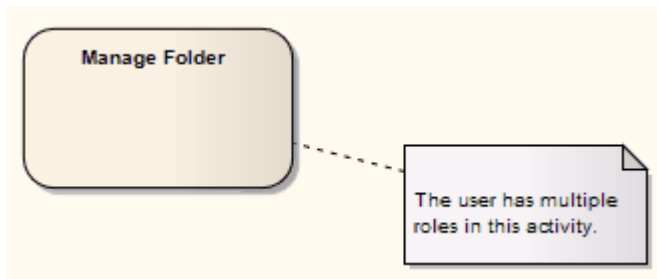 Manage Folder
The user has multiple
roles in this activity.